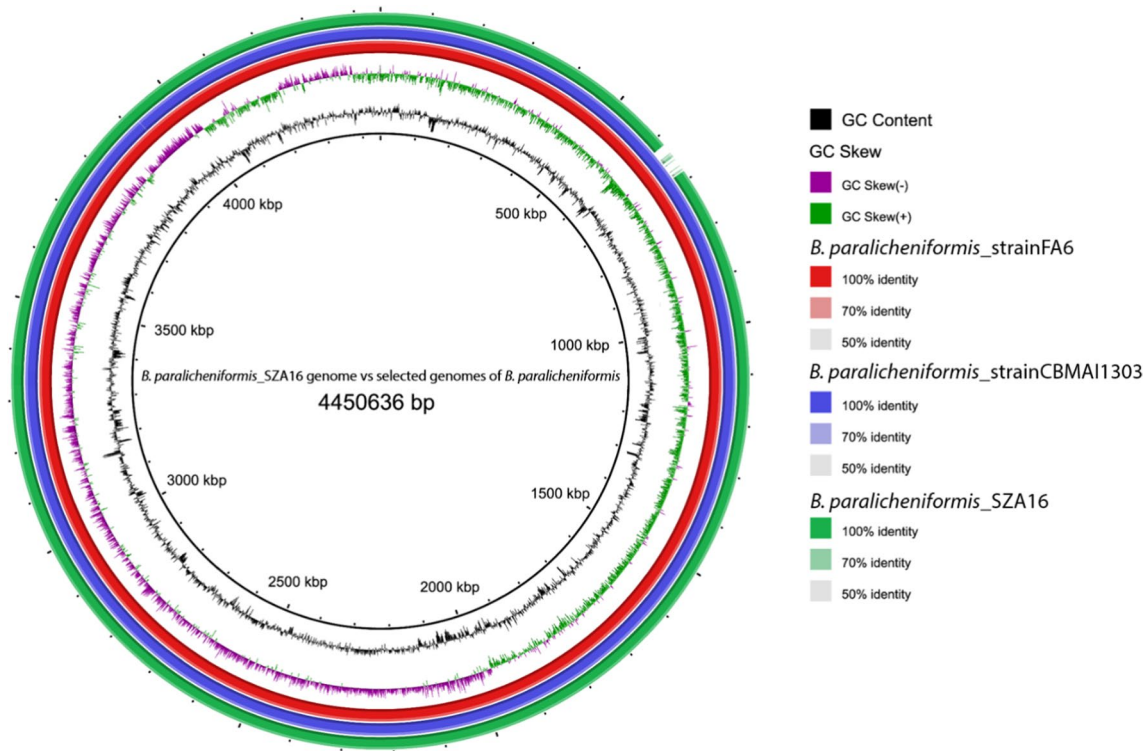 500 kbp
1000 kbp
1500 kbp
2000 kbp
2500 kbp
3000 kbp
3500 kbp
4000 kbp
B. paralicheniformis_SZA16 genome vs selected genomes of B. paralicheniformis
4450636 bp
GC Content
GC Skew
GC Skew(-)
GC Skew(+)
B. paralicheniformis_strainFA6
100% identity
70% identity
50% identity
B. paralicheniformis_strainCBMAI1303
100% identity
70% identity
50% identity
B. paralicheniformis_SZA16
100% identity
70% identity
50% identity